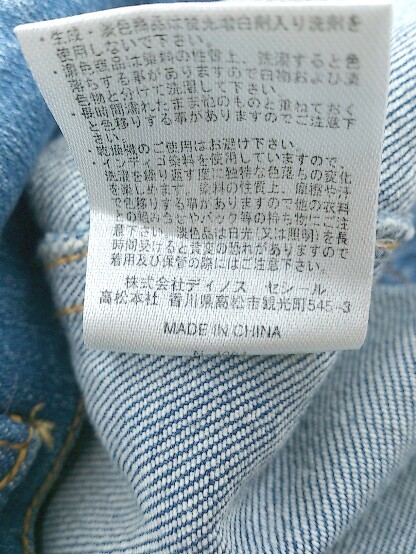 ・生成・淡色商品は蛍光増白剤入り洗剤を
使用しないで下さい。
・濃色商品は染料の性質上、洗濯すると色
落ちする事がありますので白物および淡
色物と分けて洗濯して下さい。
・長時間濡れたまま他のものと重ねておく
と色移りする事がありますのでご注意下
さい。
・乾燥機のご使用はお避け下さい。
・インディゴ染料を使用していますので、
洗濯を繰り返す度に独特な色落ちの変化
を楽しめます。染料の性質上、摩擦や汗
で色移りする事がありますので他の衣料
との組合せやバック等の持ち物にご注
意下さい。淡色品は日光(又は照明)を長
時間受けると黄変の恐れがありますので
着用及び保管の際にはご注意下さい。
株式会社ディノス セシール
高松本社 香川県高松市観光町545-3
MADE IN CHINA